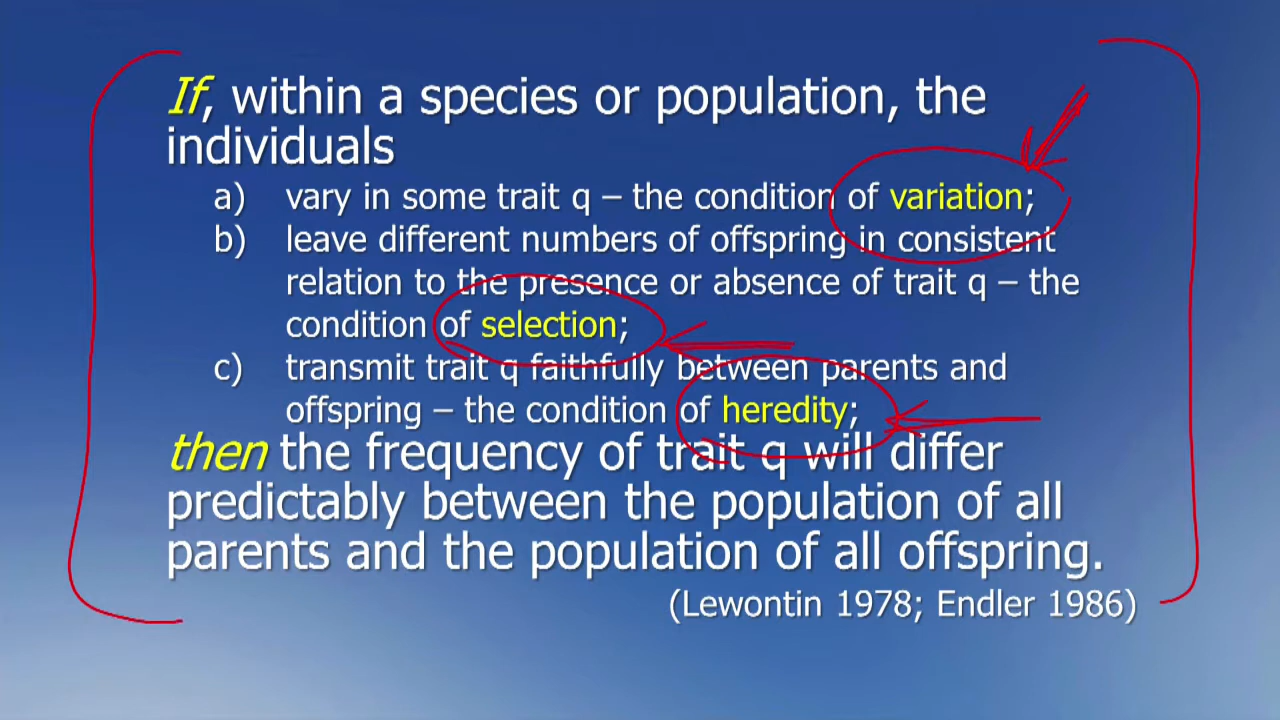 If, within a species or population, the
individuals
a) vary in some trait q – the condition of variation;
b) leave different numbers of offspring in consistent
relation to the presence or absence of trait q – the
condition of selection;
c) transmit trait q faithfully between parents and
offspring – the condition of heredity;
then the frequency of trait q will differ
predictably between the population of all
parents and the population of all offspring.
(Lewontin 1978; Endler 1986)